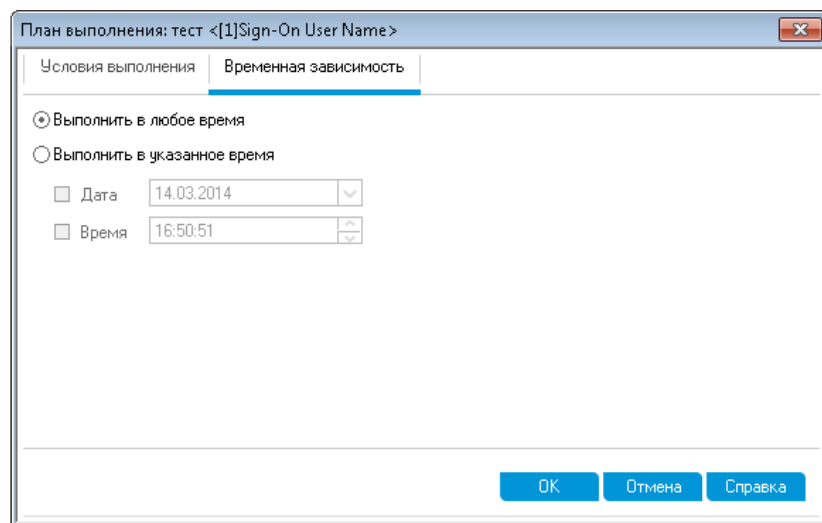 План выполнения: тест <[1]Sign-On User Name>
Условия выполнения Временная зависимость
Выполнить в любое время
Выполнить в указанное время
Дата 14.03.2014
Время 16:50:51
OK Отмена Справка